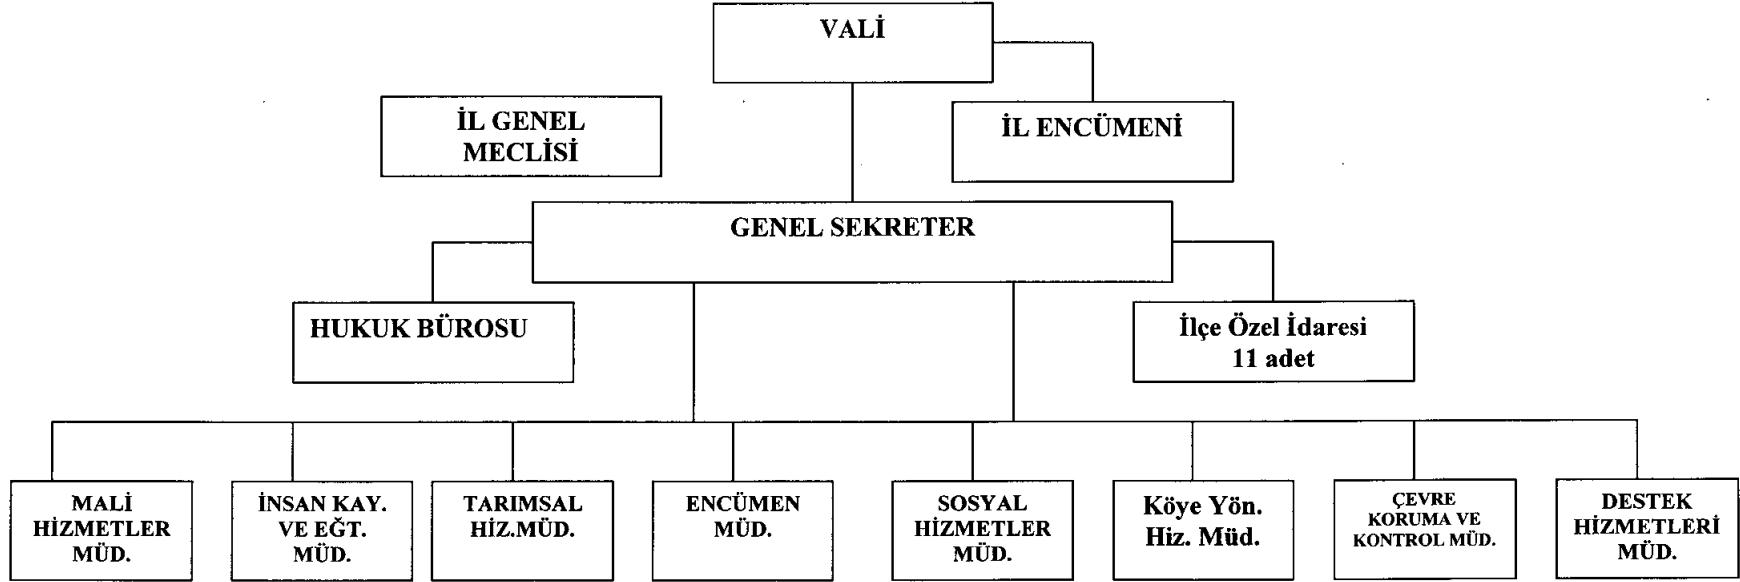 VALİ
İL GENEL
MECLİSİ
İL ENCÜMENİ
GENEL SEKRETER
HUKUK BÜROSU
İlçe Özel İdaresi
11 adet
MALİ
HİZMETLER
MÜD.
İNSAN KAY.
VE EĞT.
MÜD.
TARIMSAL
HİZ.MÜD.
ENCÜMEN
MÜD.
SOSYAL
HİZMETLER
MÜD.
Köye Yön.
Hiz. Müd.
ÇEVRE
KORUMA VE
KONTROL MÜD.
DESTEK
HİZMETLERİ
MÜD.